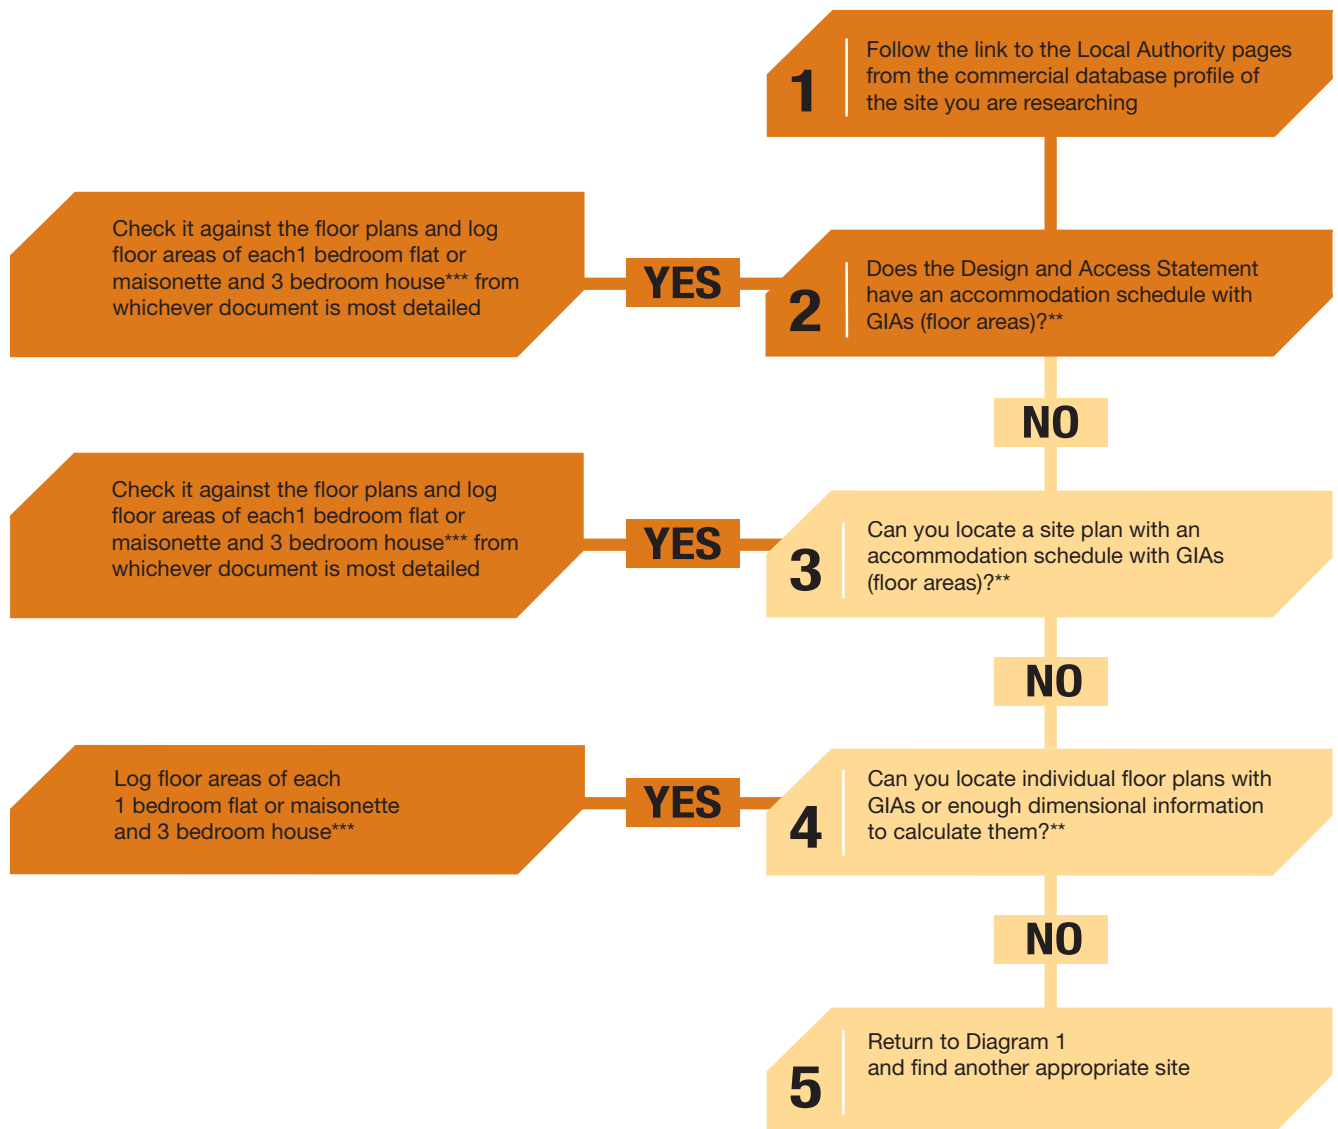 1
Follow the link to the Local Authority pages
from the commercial database profile of
the site you are researching
2
Does the Design and Access Statement
have an accommodation schedule with
GIAs (floor areas)?**
YES
Check it against the floor plans and log
floor areas of each1 bedroom flat or
maisonette and 3 bedroom house*** from
whichever document is most detailed
NO
3
Can you locate a site plan with an
accommodation schedule with GIAs
(floor areas)?**
YES
Check it against the floor plans and log
floor areas of each1 bedroom flat or
maisonette and 3 bedroom house*** from
whichever document is most detailed
NO
4
Can you locate individual floor plans with
GIAs or enough dimensional information
to calculate them?**
YES
Log floor areas of each
1 bedroom flat or maisonette
and 3 bedroom house***
NO
5
Return to Diagram 1
and find another appropriate site